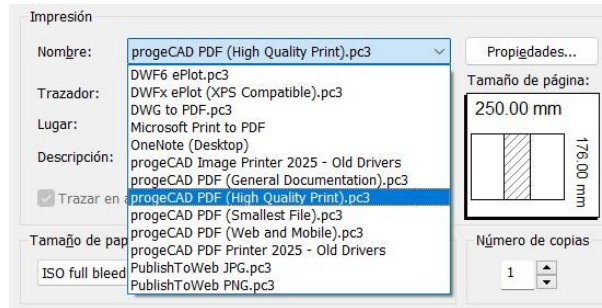 Impresión
Nombre:
progeCAD PDF (High Quality Print).pc3
Propiedades...
Trazador:
Lugar:
Descripción:
Trazar en
DWF6 ePlot.pc3
DWFx ePlot (XPS Compatible).pc3
DWG to PDF.pc3
Microsoft Print to PDF
OneNote (Desktop)
progeCAD Image Printer 2025 - Old Drivers
progeCAD PDF (General Documentation).pc3
progeCAD PDF (High Quality Print).pc3
progeCAD PDF (Smallest File).pc3
progeCAD PDF (Web and Mobile).pc3
progeCAD PDF Printer 2025 - Old Drivers
PublishToWeb JPG.pc3
PublishToWeb PNG.pc3
Tamaño de página:
250.00 mm
176.00 mm
Tamaño de pap
ISO full bleed
Número de copias
1